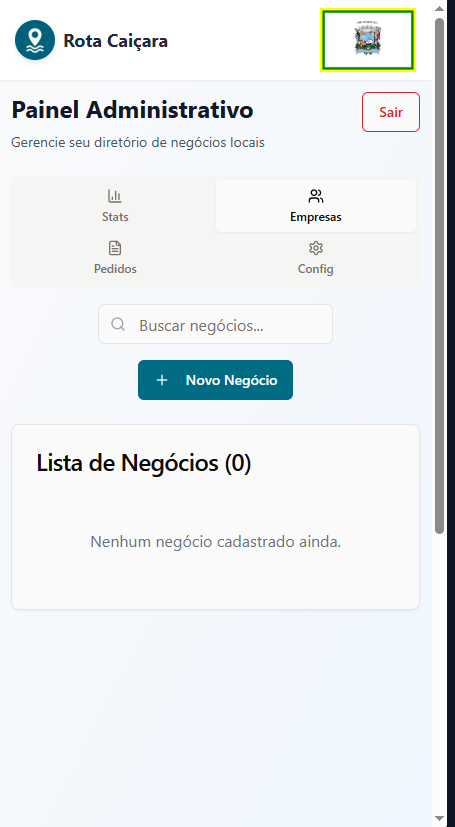 Rota Caiçara
Painel Administrativo
Sair
Gerencie seu diretório de negócios locais
Stats
Empresas
Pedidos
Config
Buscar negócios...
Novo Negócio
Lista de Negócios (0)
Nenhum negócio cadastrado ainda.